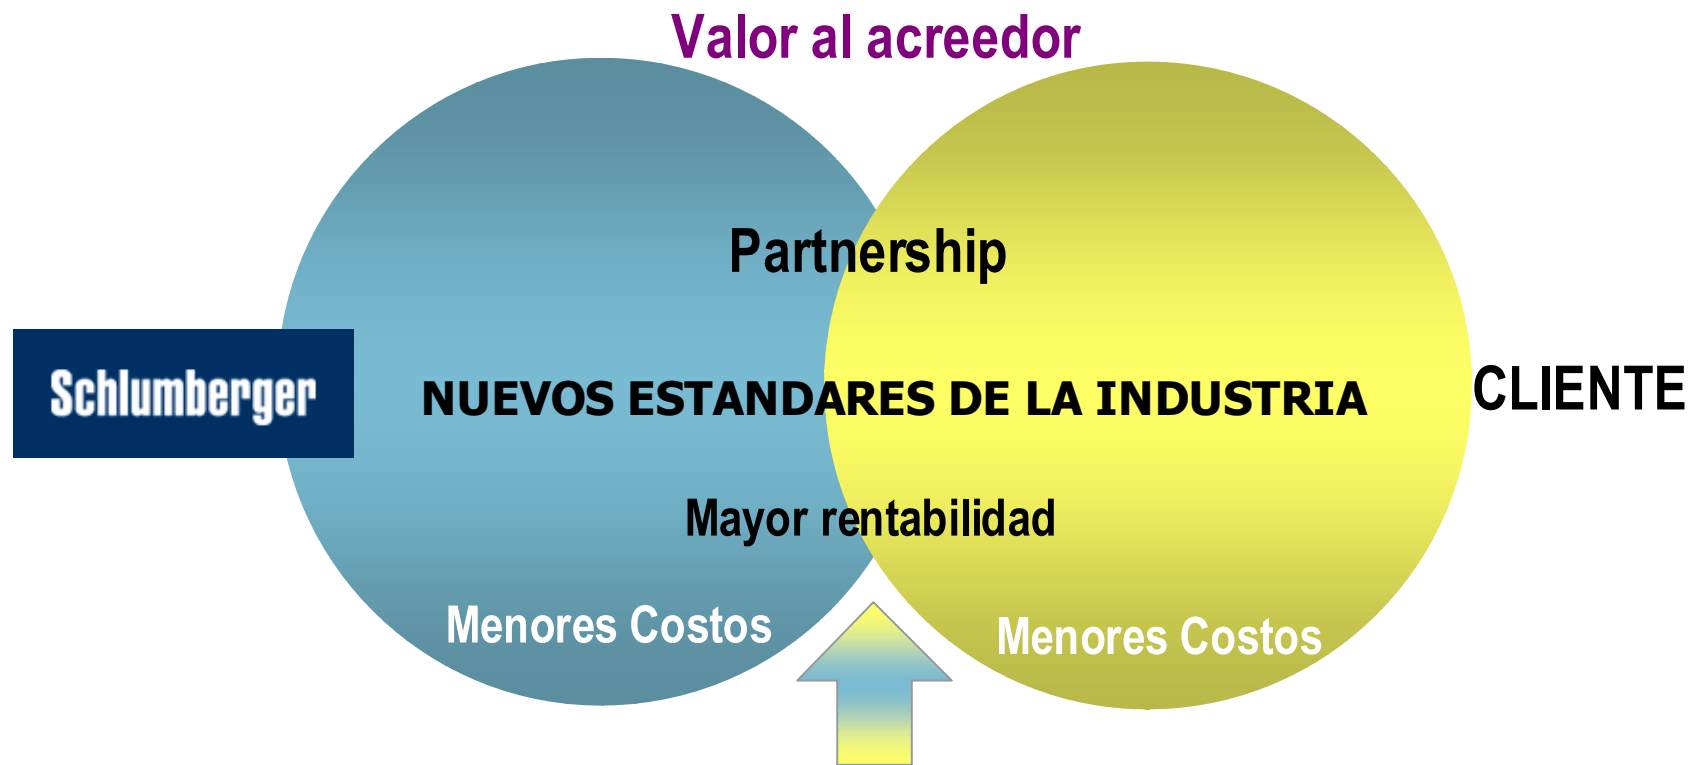 Valor al acreedor
Partnership
Schlumberger
NUEVOS ESTANDARES DE LA INDUSTRIA
CLIENTE
Mayor rentabilidad
Menores Costos
Menores Costos